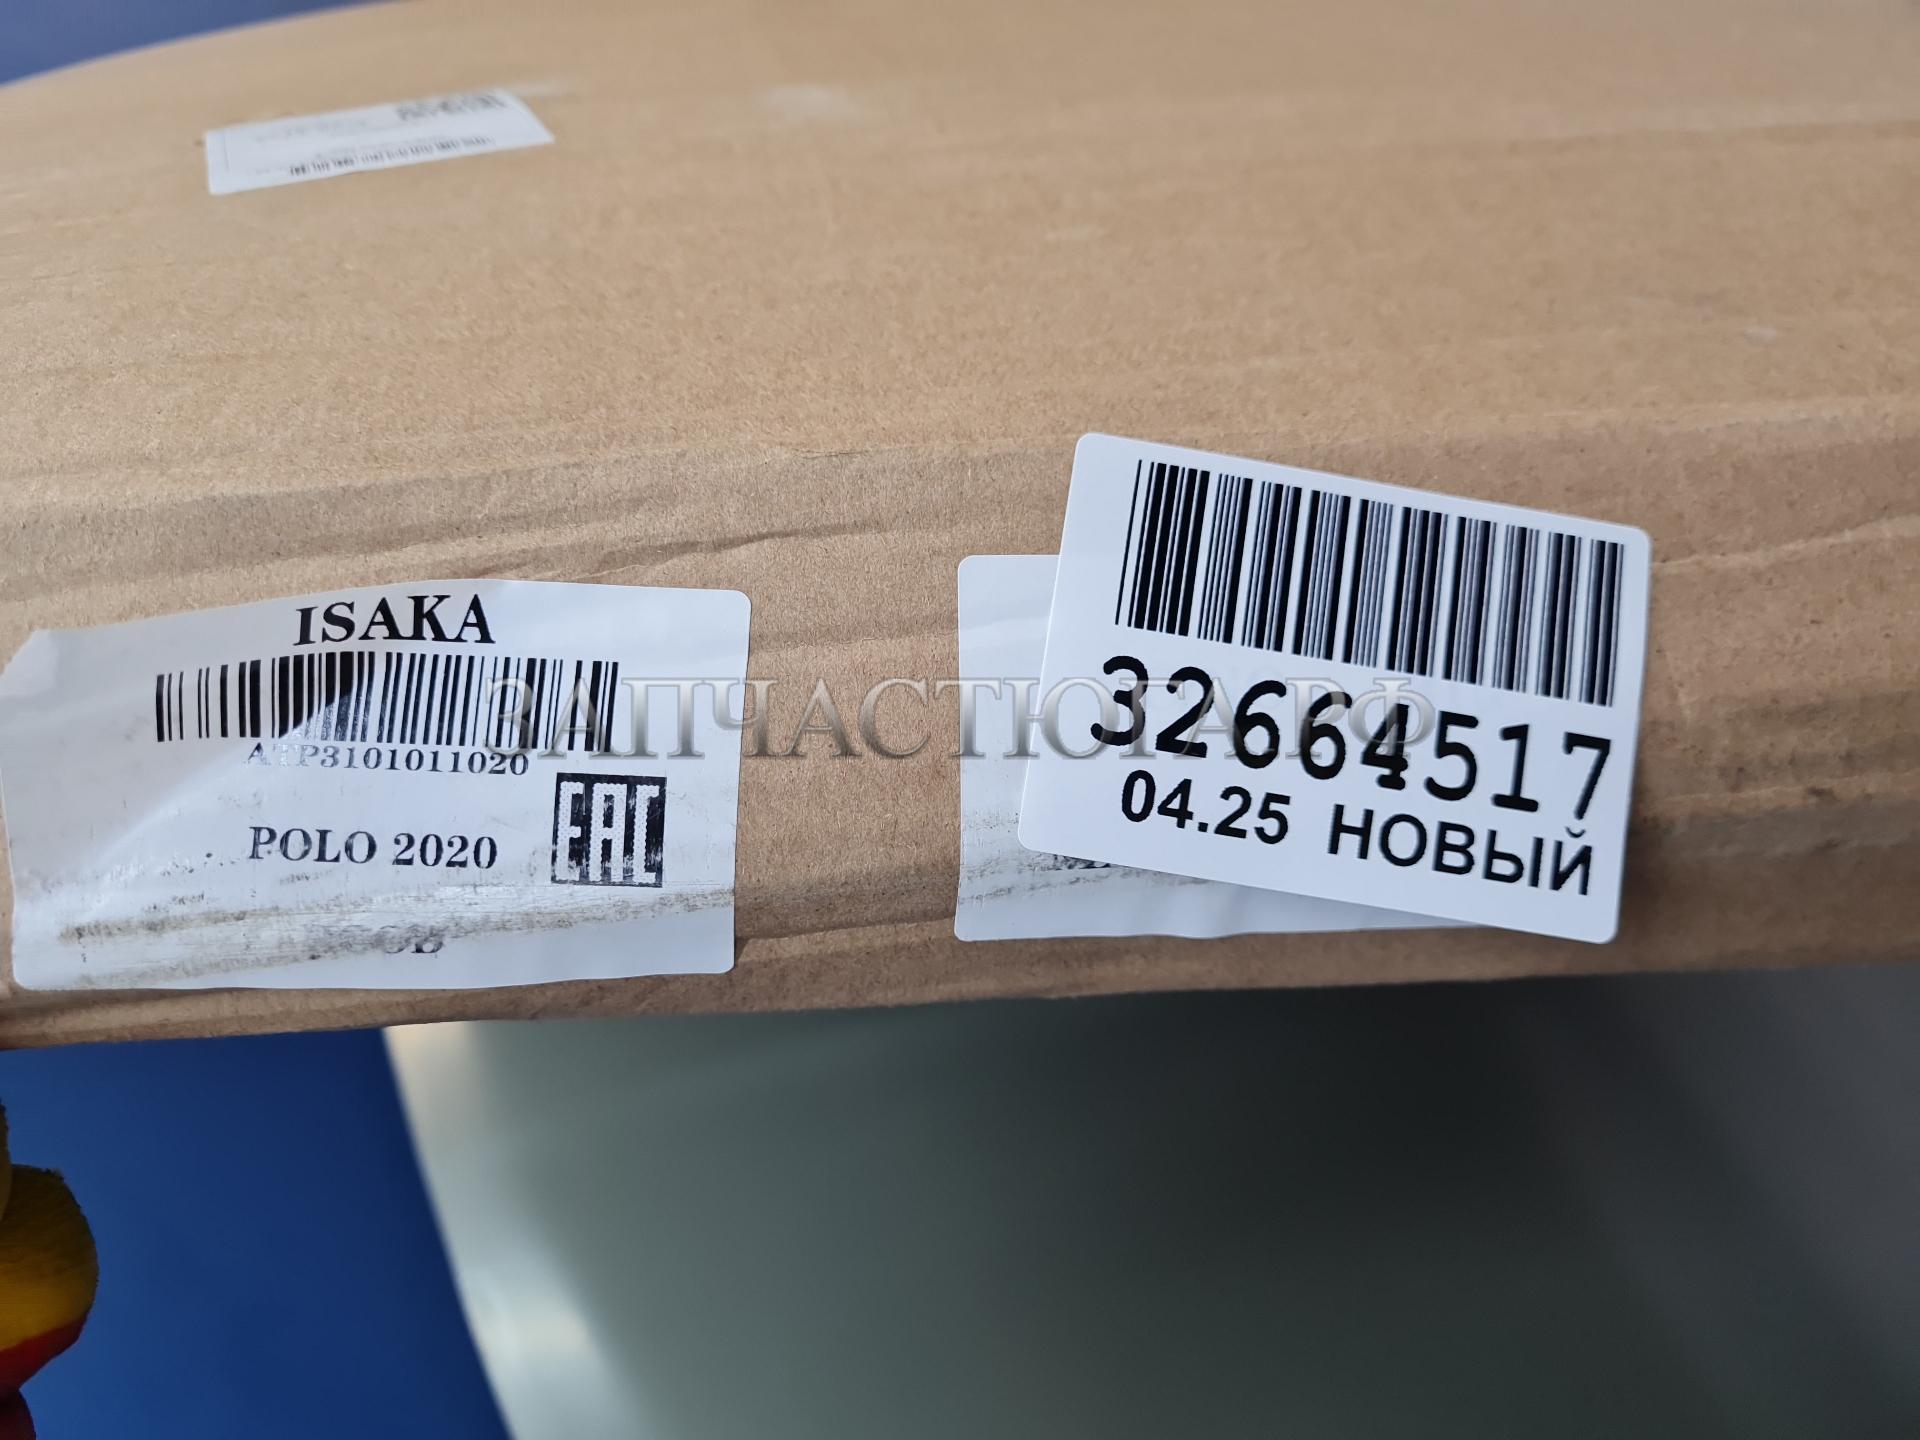 ISAKA
ATP3101011020
POLO 2020
EAC
ЗАПЧАСТЮГА.РФ
32664517
04.25 НОВЫЙ